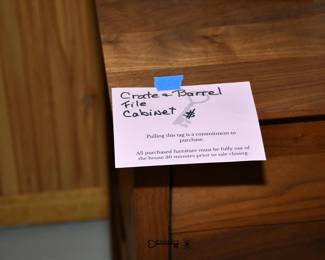 Crate & Barrel
File
Cabinet
Pulling this tag is a commitment to
purchase.
All purchased furniture must be fully out of
the house 30 minutes prior to sale closing.